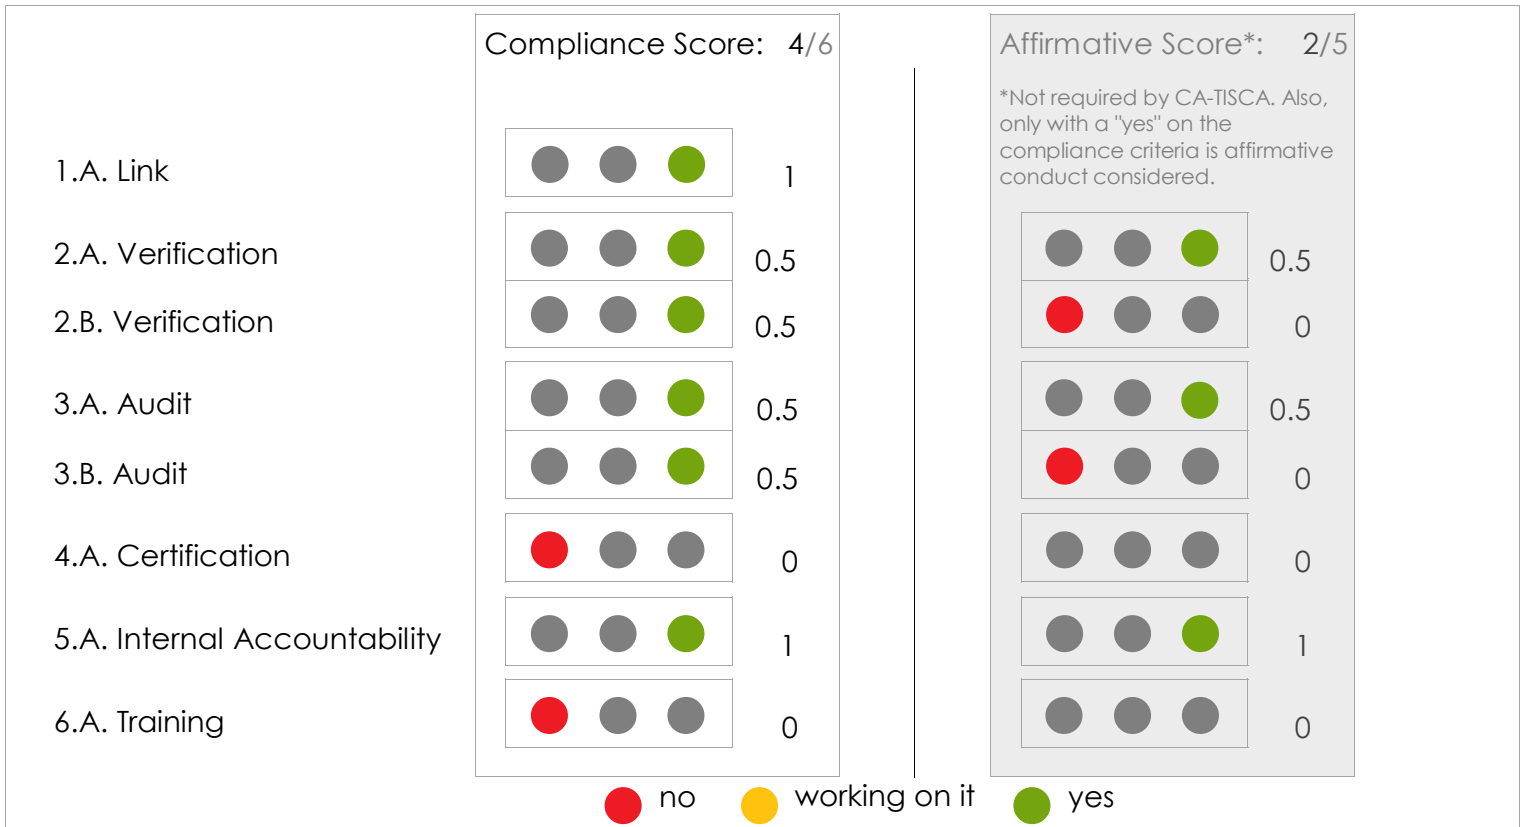 Compliance Score: 4/6
Affirmative Score*: 2/5
*Not required by CA-TISCA. Also,
only with a "yes" on the
compliance criteria is affirmative
conduct considered.
1.A. Link 1
2.A. Verification 0.5 0.5
2.B. Verification 0.5 0
3.A. Audit 0.5 0.5
3.B. Audit 0.5 0
4.A. Certification 0 0
5.A. Internal Accountability 1 1
6.A. Training 0 0
no working on it yes